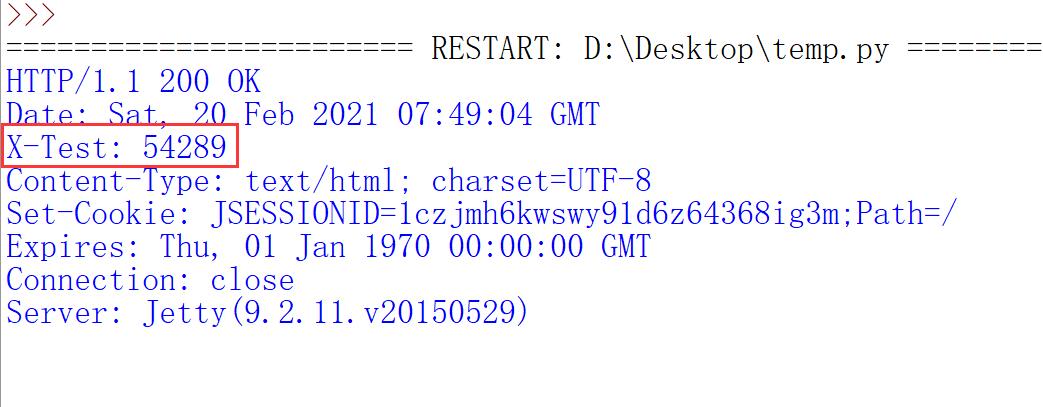 >>>
======================== RESTART: D:\Desktop\temp.py ========
HTTP/1.1 200 OK
Date: Sat, 20 Feb 2021 07:49:04 GMT
X-Test: 54289
Content-Type: text/html; charset=UTF-8
Set-Cookie: JSESSIONID=1czjmh6kwswy91d6z64368ig3m;Path=/
Expires: Thu, 01 Jan 1970 00:00:00 GMT
Connection: close
Server: Jetty(9.2.11.v20150529)